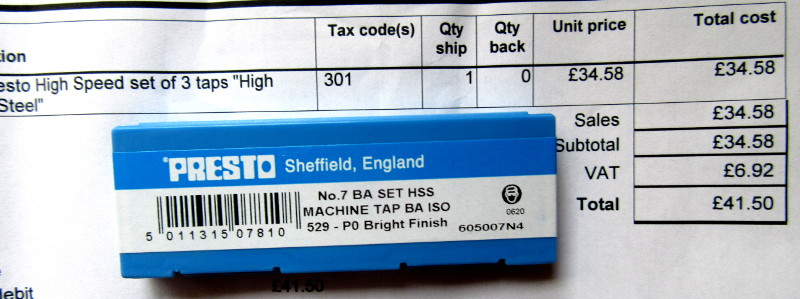 Tax code(s) Qty ship Qty back Unit price Total cost
esto High Speed set of 3 taps "High 301 1 0 £34.58 £34.58
Steel"
Sales £34.58
Subtotal £34.58
VAT £6.92
Total £41.50
PRESTO Sheffield, England
No.7 BA SET HSS
MACHINE TAP BA ISO
529 - P0 Bright Finish
0620
605007N4
5 011315 07810
£41.50